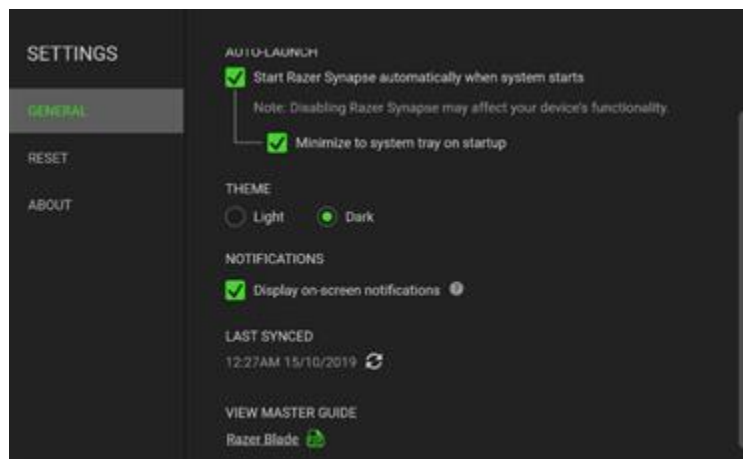 SETTINGS
GENERAL
RESET
ABOUT
AUTO-LAUNCH
Start Razer Synapse automatically when system starts
Note: Disabling Razer Synapse may affect your device's functionality.
Minimize to system tray on startup
THEME
Light Dark
NOTIFICATIONS
Display on-screen notifications ?
LAST SYNCED
12:27AM 15/10/2019
VIEW MASTER GUIDE
Razer Blade